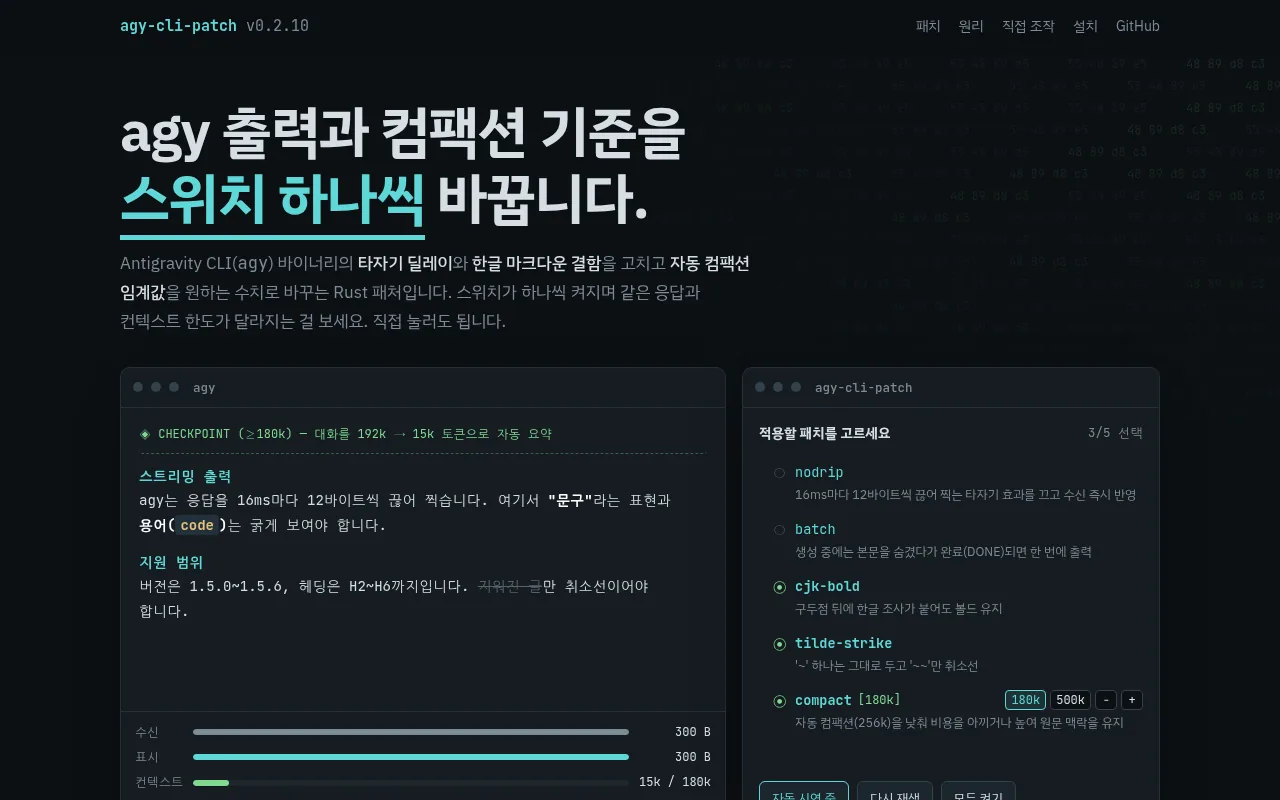 agy-cli-patch v0.2.10
패치 원리 직접 조작 설치 GitHub
agy 출력과 컴팩션 기준을
스위치 하나씩 바꿉니다.
Antigravity CLI(agy) 바이너리의 타자기 딜레이와 한글 마크다운 결함을 고치고 자동 컴팩션
임계값을 원하는 수치로 바꾸는 Rust 패처입니다. 스위치가 하나씩 켜지며 같은 응답과
컨텍스트 한도가 달라지는 걸 보세요. 직접 눌러도 됩니다.
agy
◈ CHECKPOINT (≥180k) — 대화를 192k → 15k 토큰으로 자동 요약
스트리밍 출력
agy는 응답을 16ms마다 12바이트씩 끊어 찍습니다. 여기서 "문구"라는 표현과
용어(code)는 굵게 보여야 합니다.
지원 범위
버전은 1.5.0~1.5.6, 헤딩은 H2~H6까지입니다. 지워진 글만 취소선이어야
합니다.
수신 300 B
표시 300 B
컨텍스트 15k / 180k
agy-cli-patch
적용할 패치를 고르세요 3/5 선택
nodrip
16ms마다 12바이트씩 끊어 찍는 타자기 효과를 끄고 수신 즉시 반영
batch
생성 중에는 본문을 숨겼다가 완료(DONE)되면 한 번에 출력
cjk-bold
구두점 뒤에 한글 조사가 붙어도 볼드 유지
tilde-strike
'~' 하나는 그대로 두고 '~~'만 취소선
compact [180k] 180k 500k - +
자동 컴팩션(256k)을 낮춰 비용을 아끼거나 높여 원문 맥락을 유지
자동 시연 중 다시 재생 모두 켜기